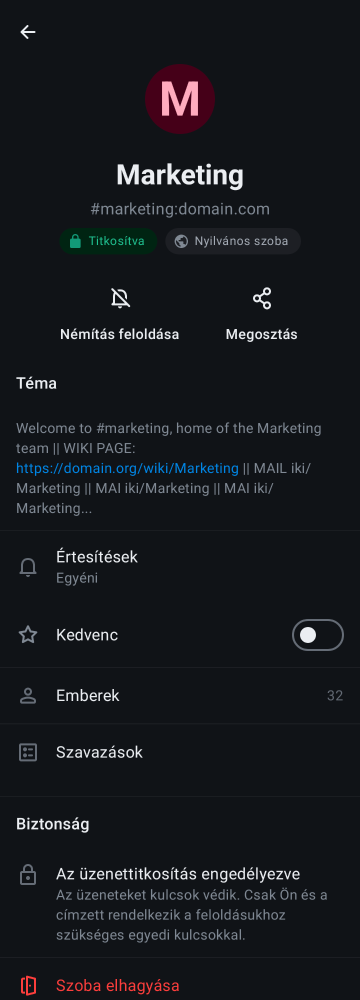 M
Marketing
#marketing:domain.com
Titkosítva
Nyilvános szoba
Némítás feloldása
Megosztás
Téma
Welcome to #marketing, home of the Marketing
team || WIKI PAGE:
https://domain.org/wiki/Marketing || MAIL iki/
Marketing || MAI iki/Marketing || MAI iki/
Marketing...
Értesítések
Egyéni
Kedvenc
Emberek 32
Szavazások
Biztonság
Az üzenettitkosítás engedélyezve
Az üzeneteket kulcsok védik. Csak Ön és a
címzett rendelkezik a feloldásukhoz
szükséges egyedi kulcsokkal.
Szoba elhagyása